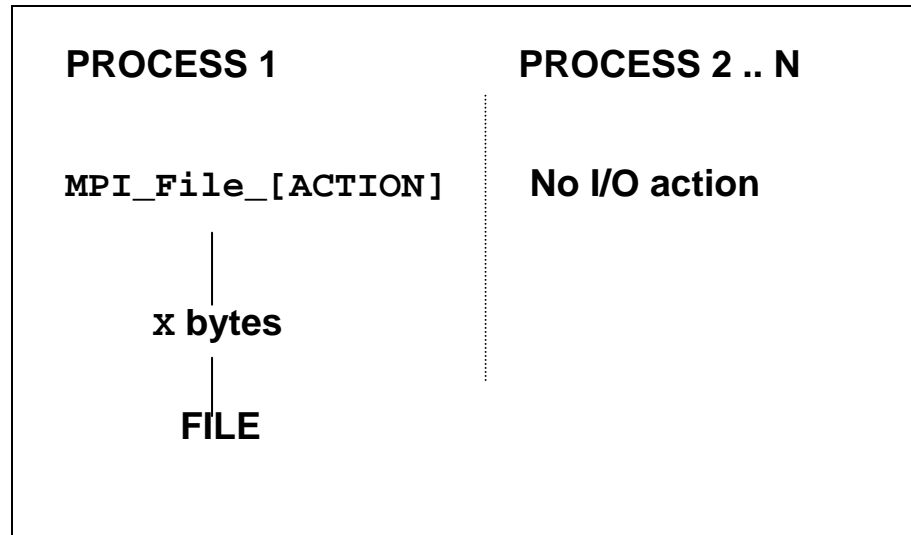 PROCESS 1
PROCESS 2 .. N
MPI_File_[ACTION]
No I/O action
X bytes
FILE